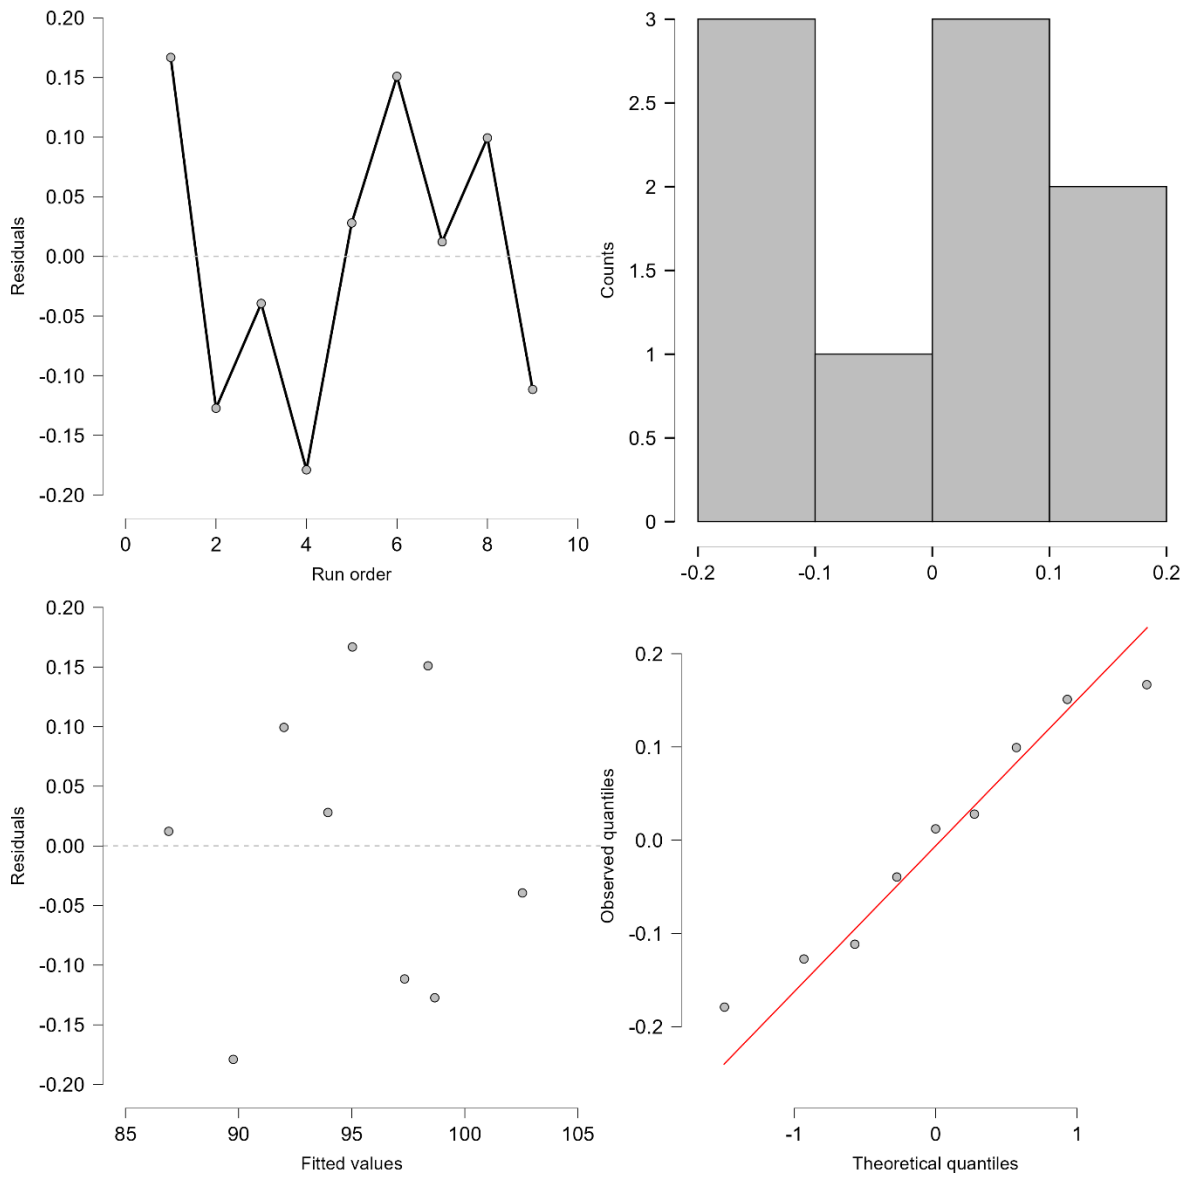 0.20
0.15
0.10
0.05
0.00
-0.05
-0.10
-0.15
-0.20
Residuals
0 2 4 6 8 10
Run order
3
2.5
2
1.5
1
0.5
0
Counts
-0.2 -0.1 0 0.1 0.2
0.20
0.15
0.10
0.05
0.00
-0.05
-0.10
-0.15
-0.20
Residuals
85 90 95 100 105
Fitted values
0.2
0.1
0.0
-0.1
-0.2
Observed quantiles
-1 0 1
Theoretical quantiles